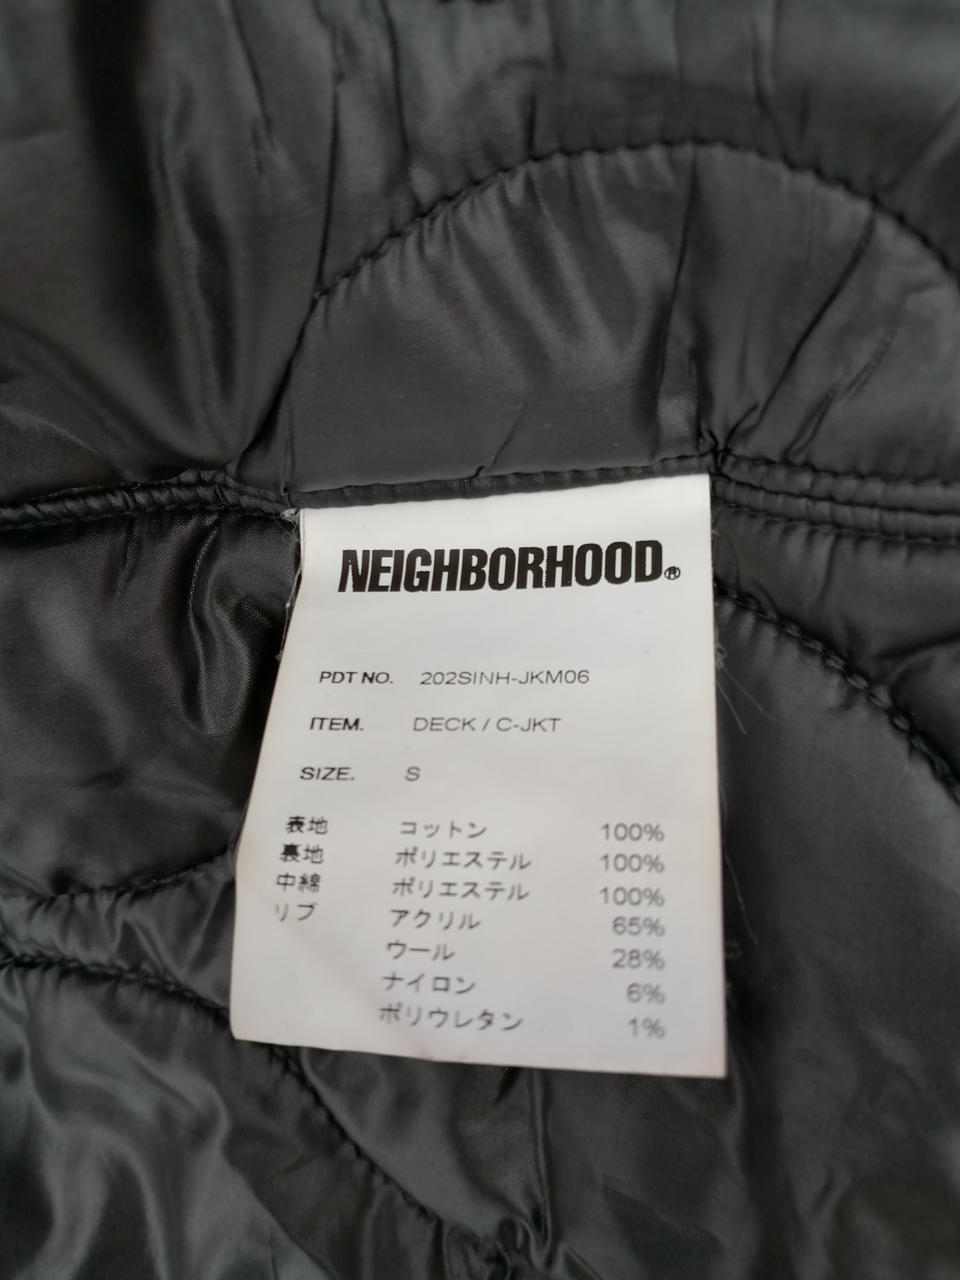 NEIGHBORHOOD®
PDT NO. 202SINH-JKM06
ITEM. DECK / C-JKT
SIZE. S
表地 コットン 100%
裏地 ポリエステル 100%
中綿 ポリエステル 100%
リブ アクリル 65%
ウール 28%
ナイロン 6%
ポリウレタン 1%